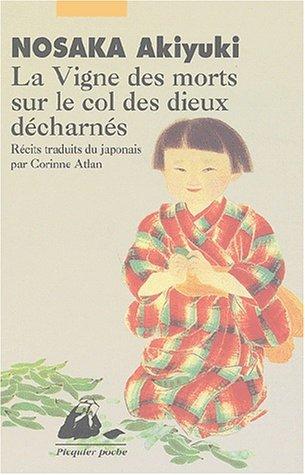 NOSAKA Akiyuki
La Vigne des morts
sur le col des dieux
décharnés
Récits traduits du japonais
par Corinne Atlan
Picquier poche